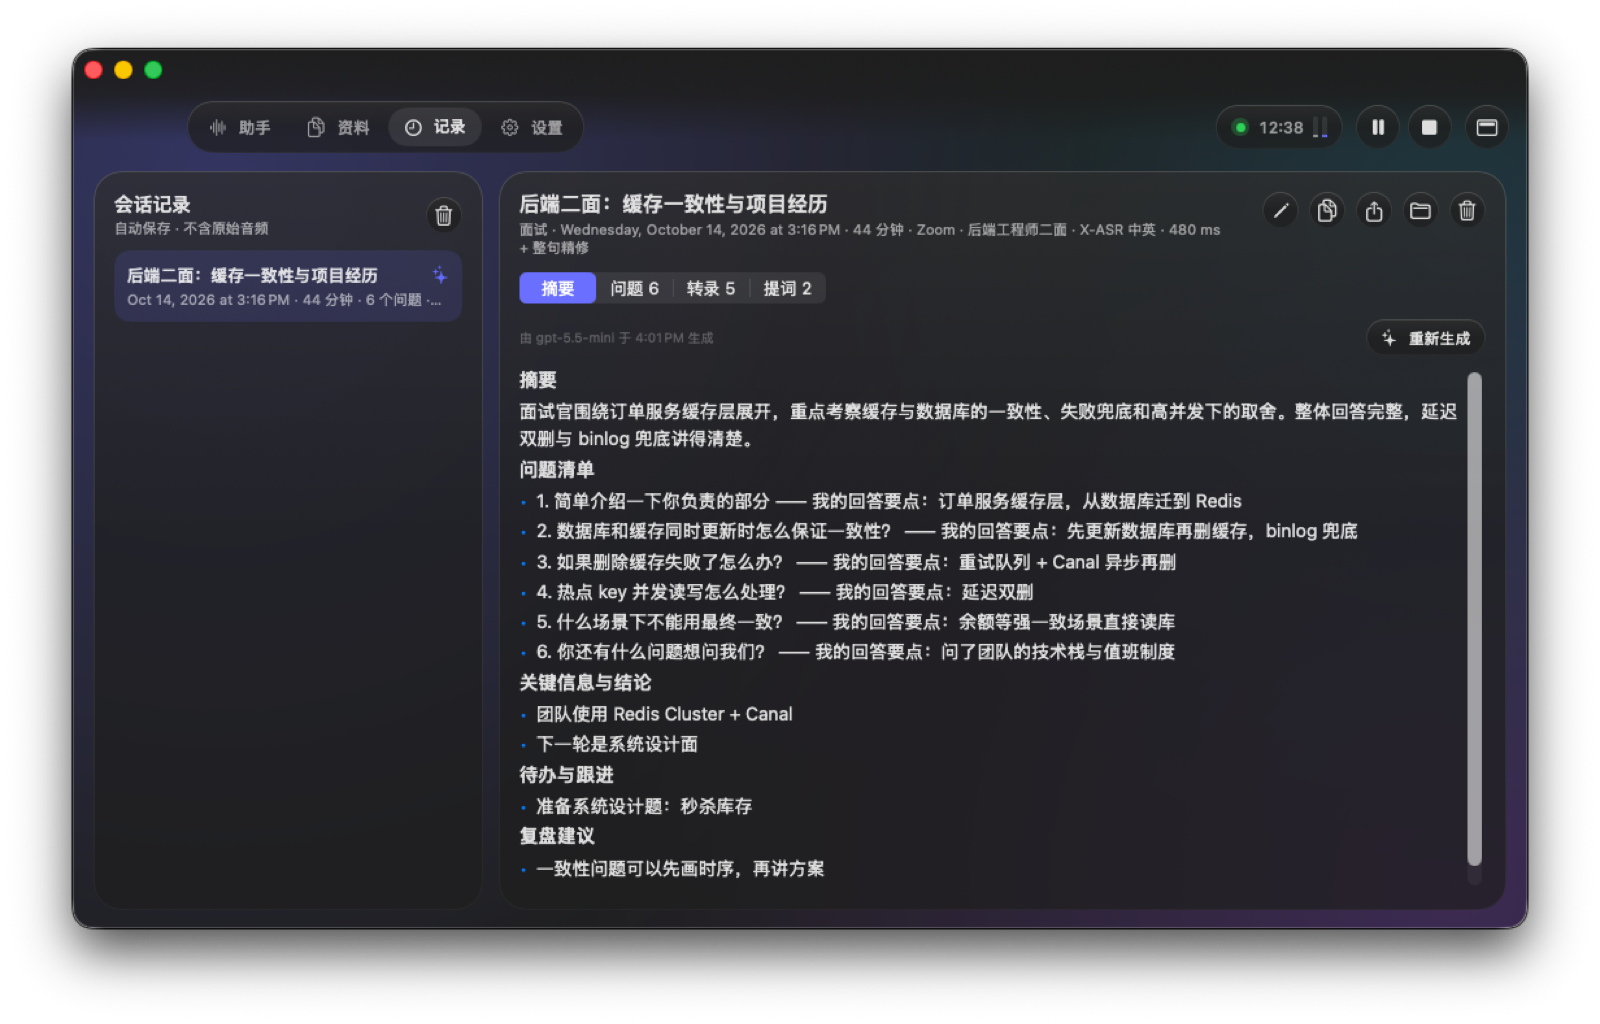 助手
资料
记录
设置
12:38
会话记录
自动保存 · 不含原始音频
后端二面：缓存一致性与项目经历
Oct 14, 2026 at 3:16 PM · 44 分钟 · 6 个问题 ·...
后端二面：缓存一致性与项目经历
面试 · Wednesday, October 14, 2026 at 3:16 PM · 44 分钟 · Zoom · 后端工程师二面 · X-ASR 中英 · 480 ms
+ 整句精修
摘要
问题 6
转录 5
提词 2
由 gpt-5.5-mini 于 4:01 PM 生成
重新生成
摘要
面试官围绕订单服务缓存层展开，重点考察缓存与数据库的一致性、失败兜底和高并发下的取舍。整体回答完整，延迟
双删与 binlog 兜底讲得清楚。
问题清单
· 1. 简单介绍一下你负责的部分 —— 我的回答要点：订单服务缓存层，从数据库迁到 Redis
· 2. 数据库和缓存同时更新时怎么保证一致性？ —— 我的回答要点：先更新数据库再删缓存，binlog 兜底
· 3. 如果删除缓存失败了怎么办？ —— 我的回答要点：重试队列 + Canal 异步再删
· 4. 热点 key 并发读写怎么处理？ —— 我的回答要点：延迟双删
· 5. 什么场景下不能用最终一致？ —— 我的回答要点：余额等强一致场景直接读库
· 6. 你还有什么问题想问我们？ —— 我的回答要点：问了团队的技术栈与值班制度
关键信息与结论
· 团队使用 Redis Cluster + Canal
· 下一轮是系统设计面
待办与跟进
· 准备系统设计题：秒杀库存
复盘建议
· 一致性问题可以先画时序，再讲方案